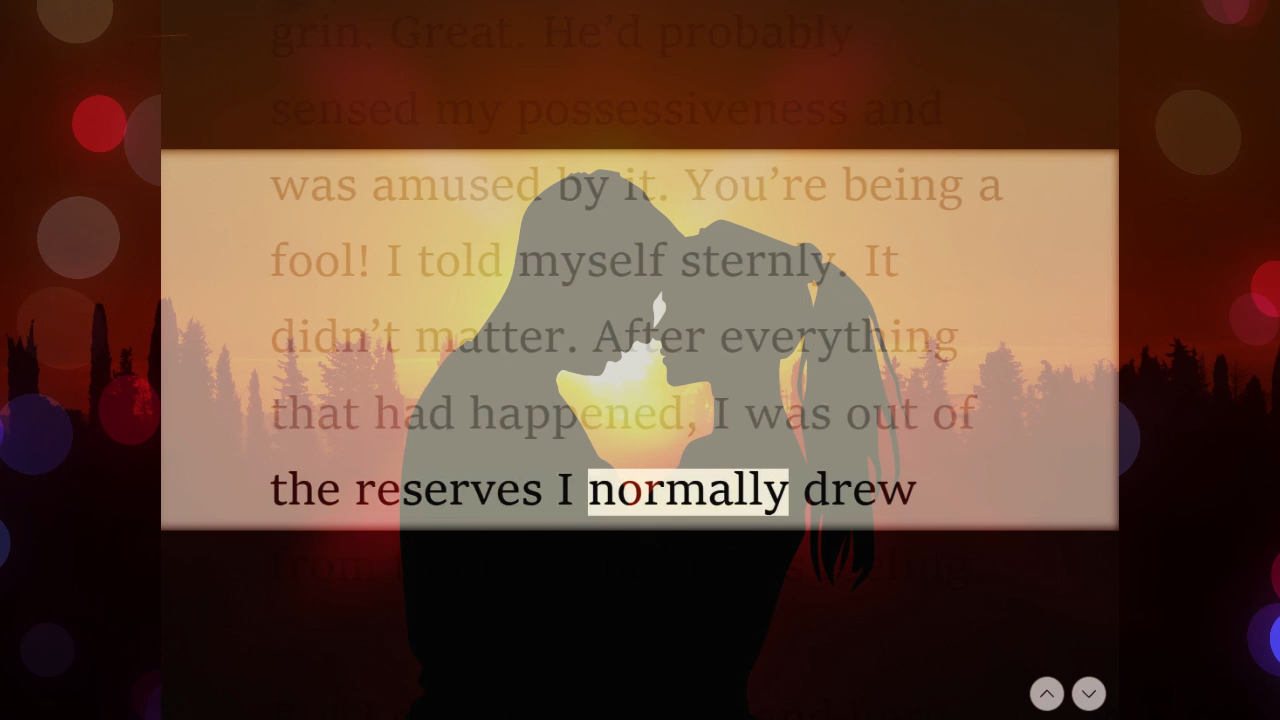 grin. Great. He’d probably
sensed my possessiveness and
was amused by it. You’re being a
fool! I told myself sternly. It
didn’t matter. After everything
that had happened, I was out of
the reserves I normally drew
from